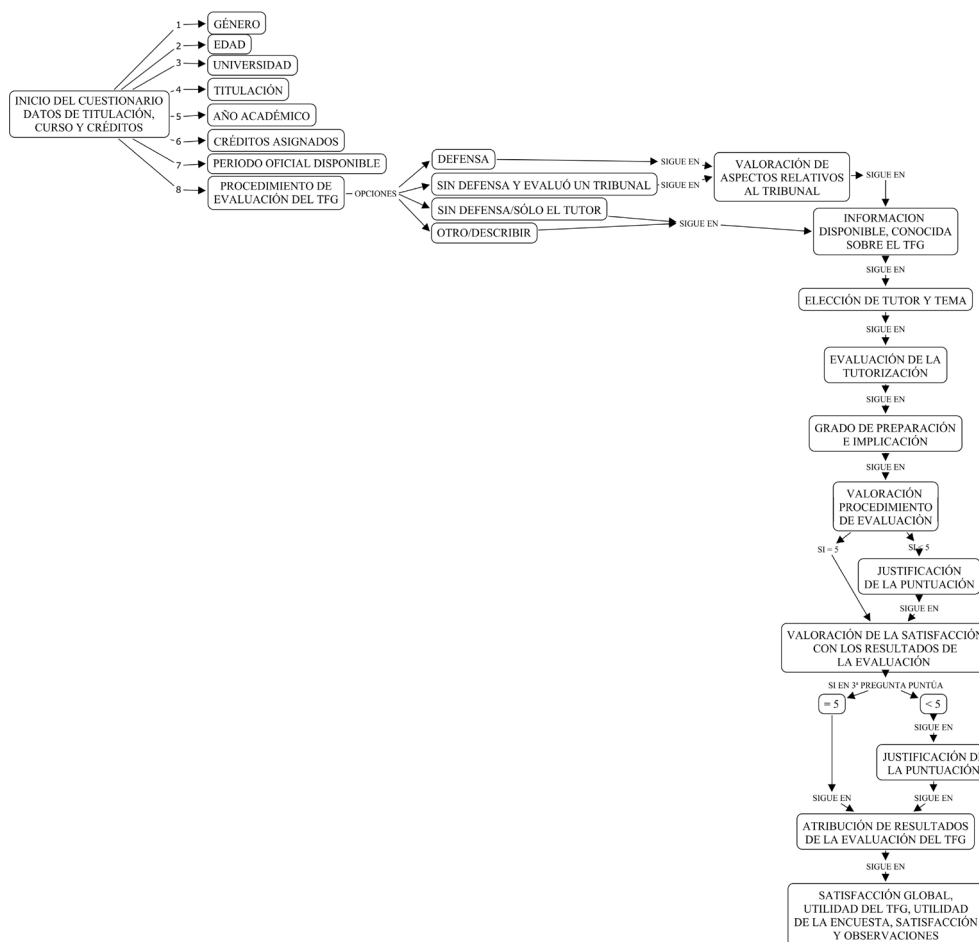 INICIO DEL CUESTIONARIO
DATOS DE TITULACIÓN,
CURSO Y CRÉDITOS
1
GÉNERO
2
EDAD
3
UNIVERSIDAD
4
TITULACIÓN
5
AÑO ACADÉMICO
6
CRÉDITOS ASIGNADOS
7
PERIODO OFICIAL DISPONIBLE
8
PROCEDIMIENTO DE
EVALUACIÓN DEL TFG
OPCIONES
DEFENSA
SIGUE EN
SIN DEFENSA Y EVALUÓ UN TRIBUNAL
SIGUE EN
VALORACIÓN DE
ASPECTOS RELATIVOS
AL TRIBUNAL
SIGUE EN
SIN DEFENSA/SÓLO EL TUTOR
OTRO/DESCRIBIR
SIGUE EN
INFORMACION
DISPONIBLE, CONOCIDA
SOBRE EL TFG
SIGUE EN
ELECCIÓN DE TUTOR Y TEMA
SIGUE EN
EVALUACIÓN DE LA
TUTORIZACIÓN
SIGUE EN
GRADO DE PREPARACIÓN
E IMPLICACIÓN
SIGUE EN
VALORACIÓN
PROCEDIMIENTO
DE EVALUACIÒN
SI = 5
SI < 5
JUSTIFICACIÓN
DE LA PUNTUACIÓN
SIGUE EN
VALORACIÓN DE LA SATISFACCIÓN
CON LOS RESULTADOS DE
LA EVALUACIÓN
SI EN 3ª PREGUNTA PUNTÚA
= 5
< 5
SIGUE EN
JUSTIFICACIÓN DE
LA PUNTUACIÓN
SIGUE EN
SIGUE EN
ATRIBUCIÓN DE RESULTADOS
DE LA EVALUACIÓN DEL TFG
SIGUE EN
SATISFACCIÓN GLOBAL,
UTILIDAD DEL TFG, UTILIDAD
DE LA ENCUESTA, SATISFACCIÓN
Y OBSERVACIONES